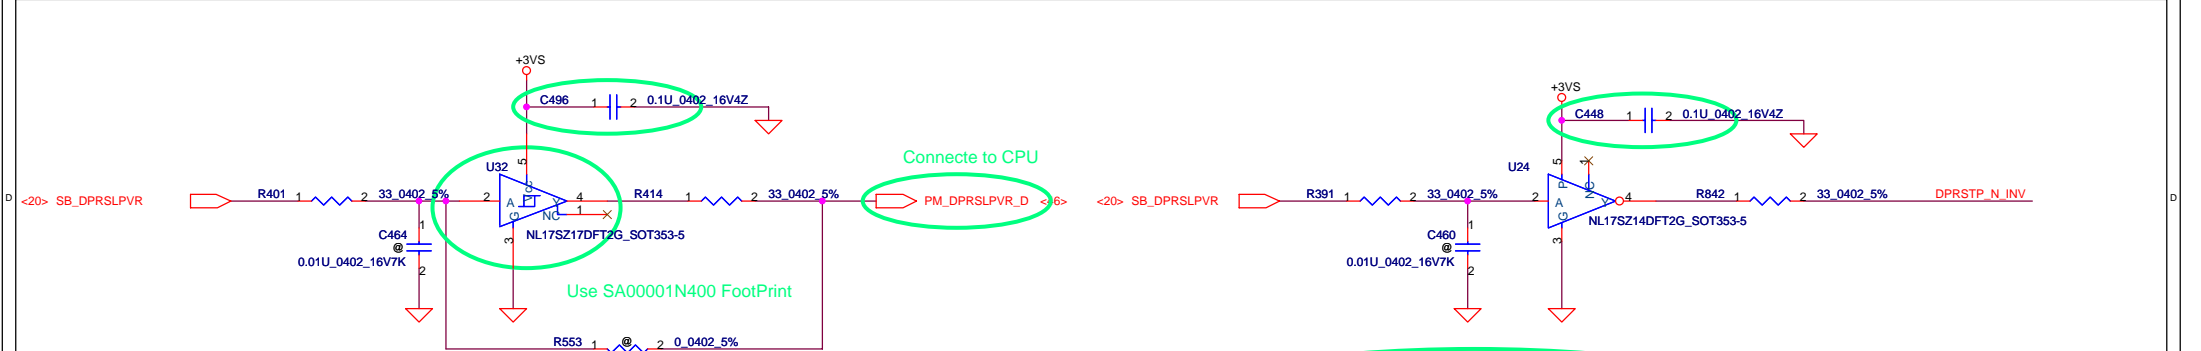 +3VS
C496 1 2 0.1U_0402_16V4Z
+3VS
C448 1 2 0.1U_0402_16V4Z
Connecte to CPU
U32 5
U24 5 1
D <20> SB_DPRSLPVR R401 1 2 33_0402_5% 2 A Y 4 R414 1 2 33_0402_5% PM_DPRSLPVR_D <20> SB_DPRSLPVR R391 1 2 33_0402_5% 2 A P NC Y 4 R842 1 2 33_0402_5% DPRSTP_N_INV D
G NC 1
G
NL17SZ17DFT2G_SOT353-5
NL17SZ14DFT2G_SOT353-5
C464 1 3
@
0.01U_0402_16V7K
2
C460 1 3
@
0.01U_0402_16V7K
2
Use SA00001N400 FootPrint
R553 1 @ 2 0_0402_5%